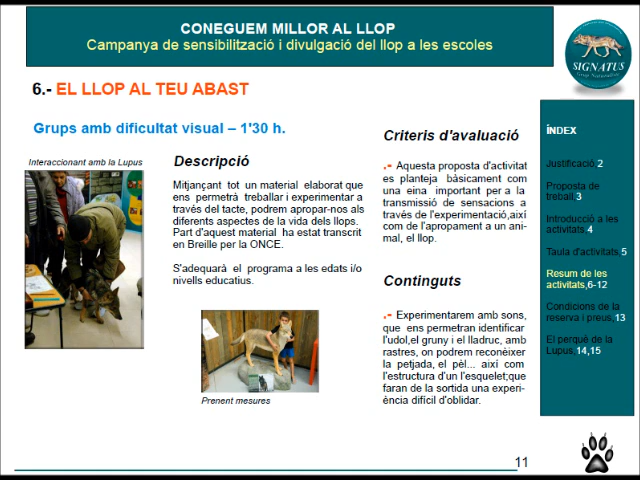 CONEGUEM MILLOR AL LLOP
Campanya de sensibilització i divulgació del llop a les escoles
SIGNATUS
6.- EL LLOP AL TEU ABAST
Grups amb dificultat visual – 1'30 h.
Interaccionant amb la Lupus
Descripció
Mitjançant tot un material elaborat que
ens permetrà treballar i experimentar a
través del tacte, podrem apropar-nos als
diferents aspectes de la vida dels llops.
Part d'aquest material ha estat transcrit
en Breille per la ONCE.
S'adequarà el programa a les edats i/o
nivells educatius.
Prenent mesures
Criteris d'avaluació
.- Aquesta proposta d'activitat
es planteja bàsicament com
una eina important per a la
transmissió de sensacions a
través de l'experimentació,així
com de l'apropament a un ani-
mal, el llop.
Continguts
.- Experimentarem amb sons,
que ens permetran identificar
l'udol,el gruny i el lladruc, amb
rastres, on podrem reconèixer
la petjada, el pèl... així com
l'estructura d'un l'esquelet;que
faran de la sortida una experi-
ència difícil d'oblidar.
ÍNDEX
Justificació,2
Proposta de
treball,3
Introducció a les
activitats,4
Taula d'activitats,5
Resum de les
activitats,6-12
Condicions de la
reserva i preus,13
El perquè de la
Lupus,14,15
11